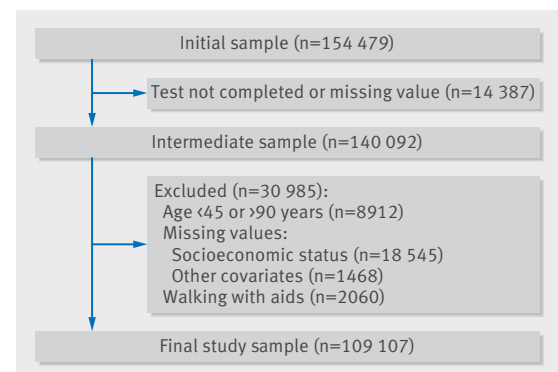 Initial sample (n=154 479)
Test not completed or missing value (n=14 387)
Intermediate sample (n=140 092)
Excluded (n=30 985):
Age <45 or >90 years (n=8912)
Missing values:
Socioeconomic status (n=18 545)
Other covariates (n=1468)
Walking with aids (n=2060)
Final study sample (n=109 107)